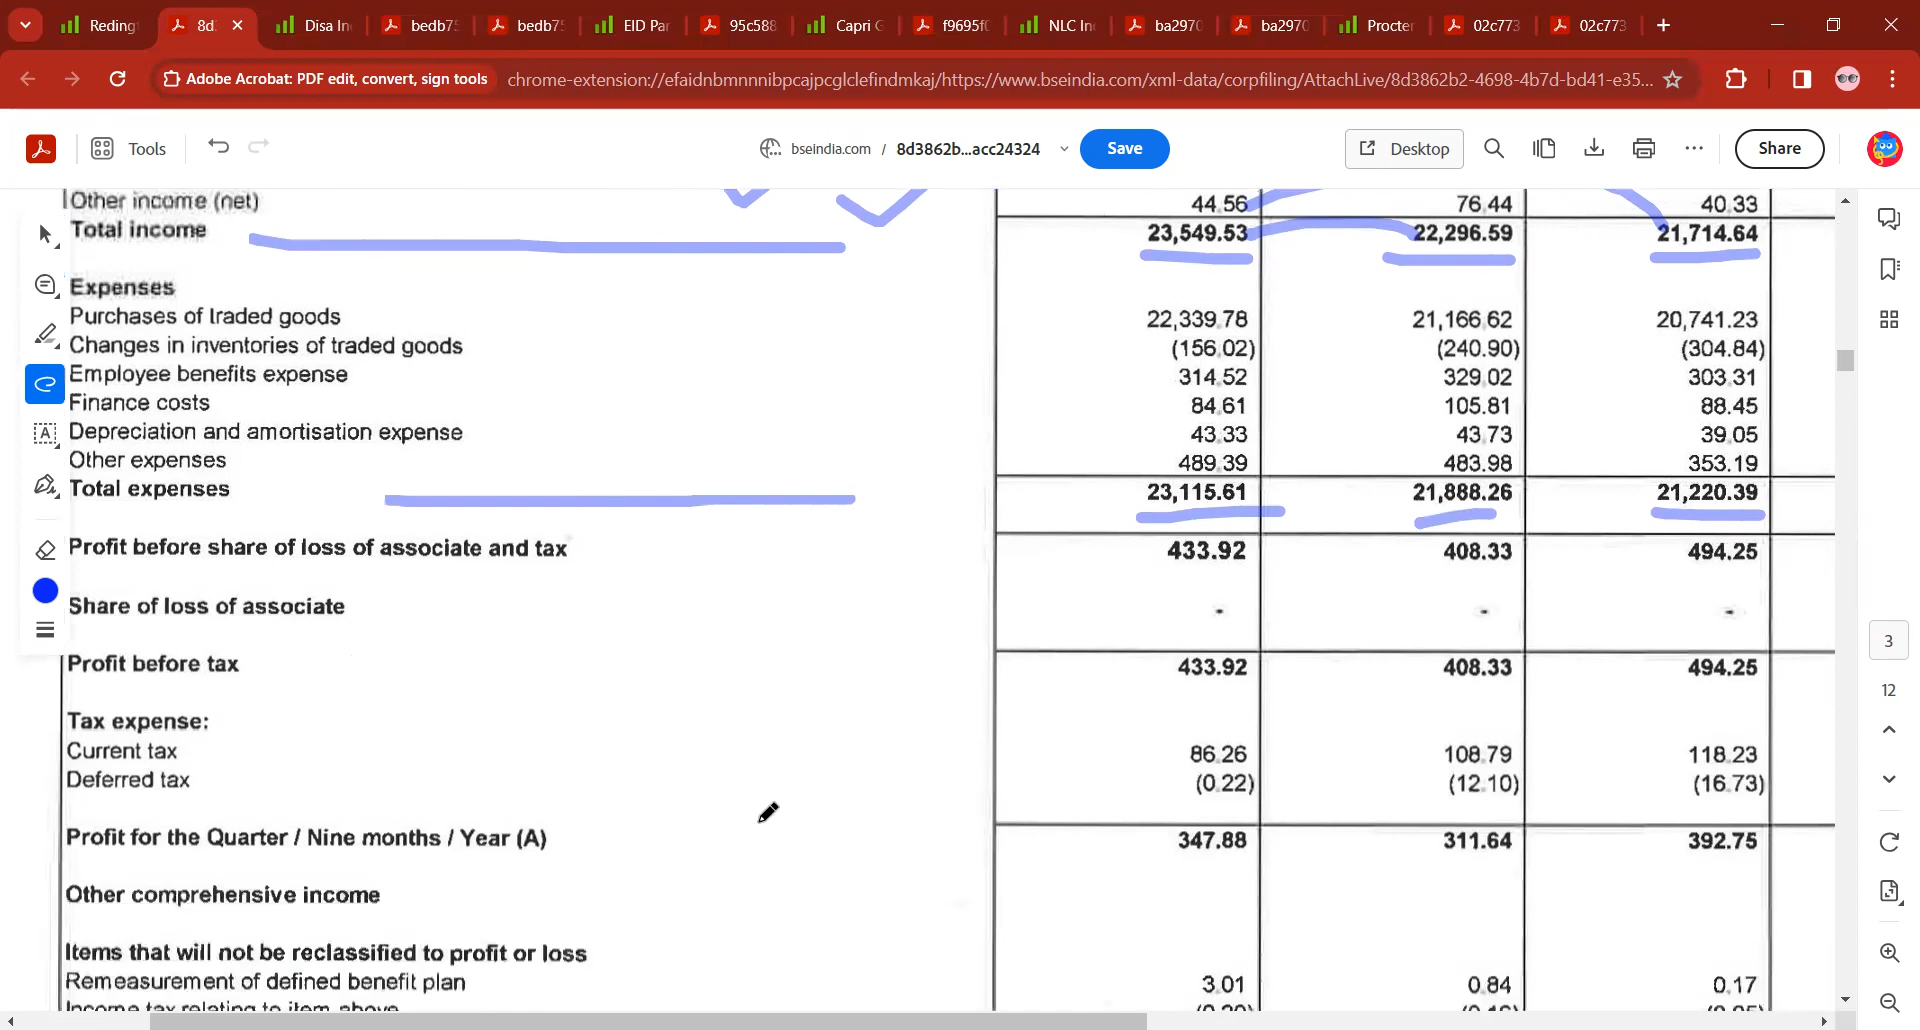 Reding
8d
Disa In
bedb75
bedb75
EID Par
95c588
Capri G
f9695f0
NLC In
ba2970
ba2970
Procter
02c773
02c773
Adobe Acrobat: PDF edit, convert, sign tools
chrome-extension://efaidnbmnnnibpcajpcglclefindmkaj/https://www.bseindia.com/xml-data/corpfiling/AttachLive/8d3862b2-4698-4b7d-bd41-e35...
Tools
bseindia.com / 8d3862b...acc24324
Save
Desktop
Share
Other income (net) 44.56 76.44 40.33
Total income 23,549.53 22,296.59 21,714.64
Expenses
Purchases of traded goods 22,339.78 21,166.62 20,741.23
Changes in inventories of traded goods (156.02) (240.90) (304.84)
Employee benefits expense 314.52 329.02 303.31
Finance costs 84.61 105.81 88.45
Depreciation and amortisation expense 43.33 43.73 39.05
Other expenses 489.39 483.98 353.19
Total expenses 23,115.61 21,888.26 21,220.39
Profit before share of loss of associate and tax 433.92 408.33 494.25
Share of loss of associate - - -
Profit before tax 433.92 408.33 494.25
Tax expense:
Current tax 86.26 108.79 118.23
Deferred tax (0.22) (12.10) (16.73)
Profit for the Quarter / Nine months / Year (A) 347.88 311.64 392.75
Other comprehensive income
Items that will not be reclassified to profit or loss
Remeasurement of defined benefit plan 3.01 0.84 0.17
Income tax relating to item above
3
12